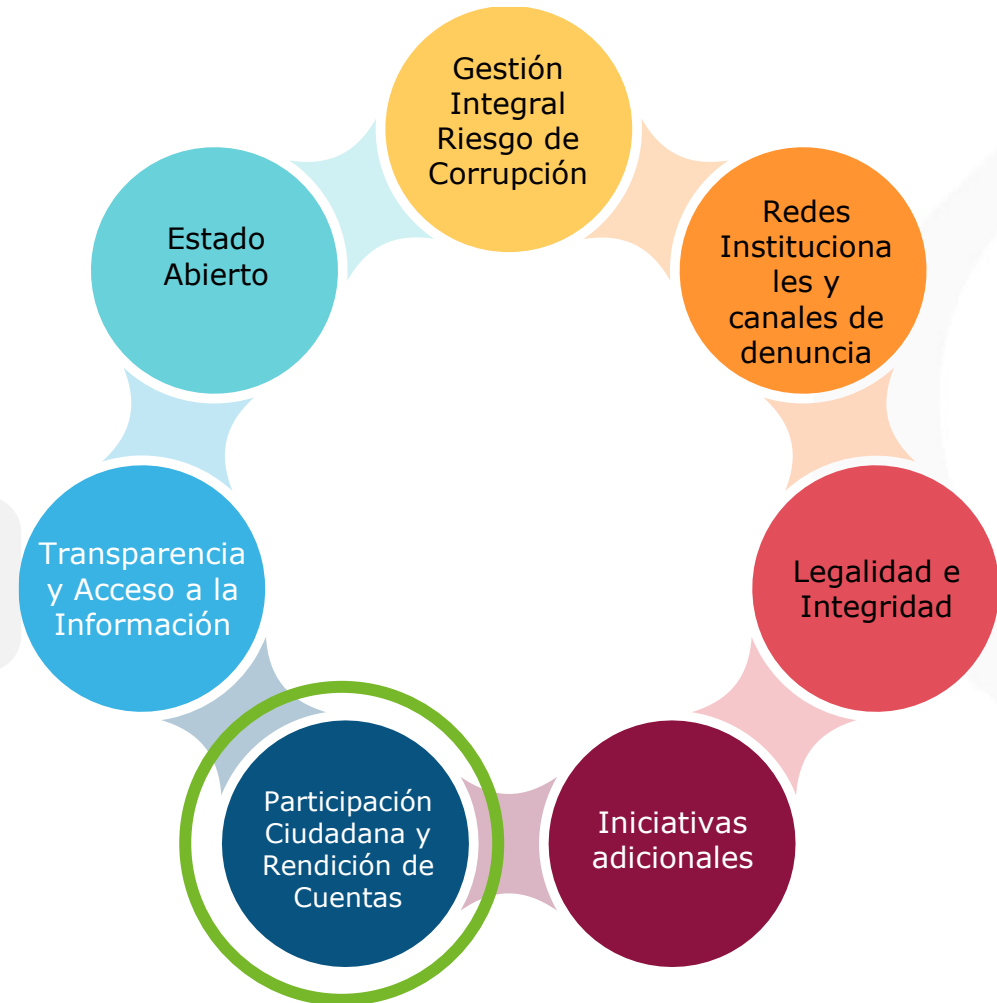 Gestión
Integral
Riesgo de
Corrupción
Redes
Instituciona
les y
canales de
denuncia
Legalidad e
Integridad
Iniciativas
adicionales
Participación
Ciudadana y
Rendición de
Cuentas
Transparencia
y Acceso a la
Información
Estado
Abierto